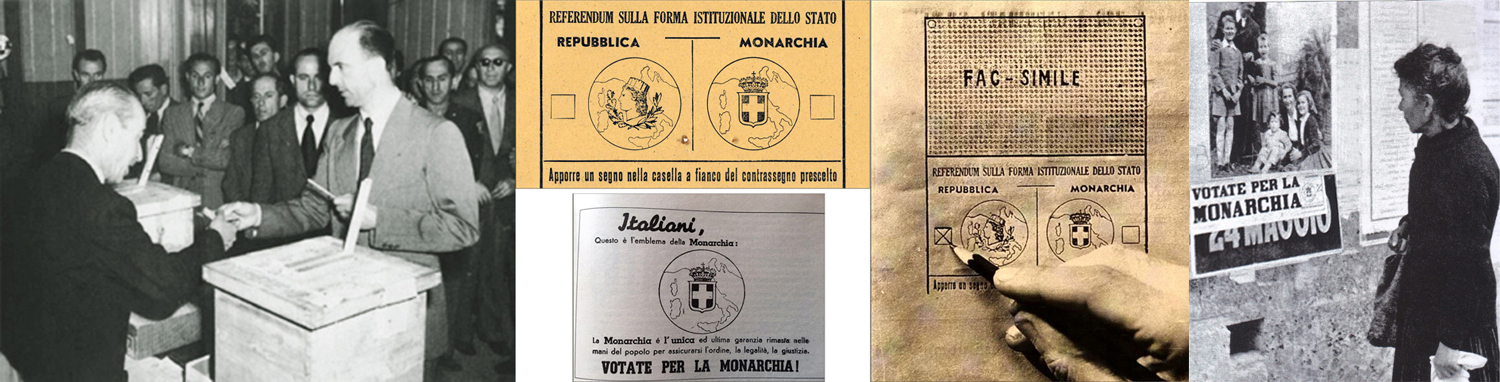 REFERENDUM SULLA FORMA ISTITUZIONALE DELLO STATO
REPUBBLICA
MONARCHIA
Apporre un segno nella casella a fianco del contrassegno prescelto
Italiani,
Questo è l'emblema della Monarchia:
La Monarchia é l'unica ed ultima garanzia rimasta nelle
mani del popolo per assicurarsi l'ordine, la legalità, la giustizia.
VOTATE PER LA MONARCHIA!
FAC-SIMILE
REFERENDUM SULLA FORMA ISTITUZIONALE DELLO STATO
REPUBBLICA
MONARCHIA
Apporre un segno
VOTATE PER LA
MONARCHIA
24 MAGGIO